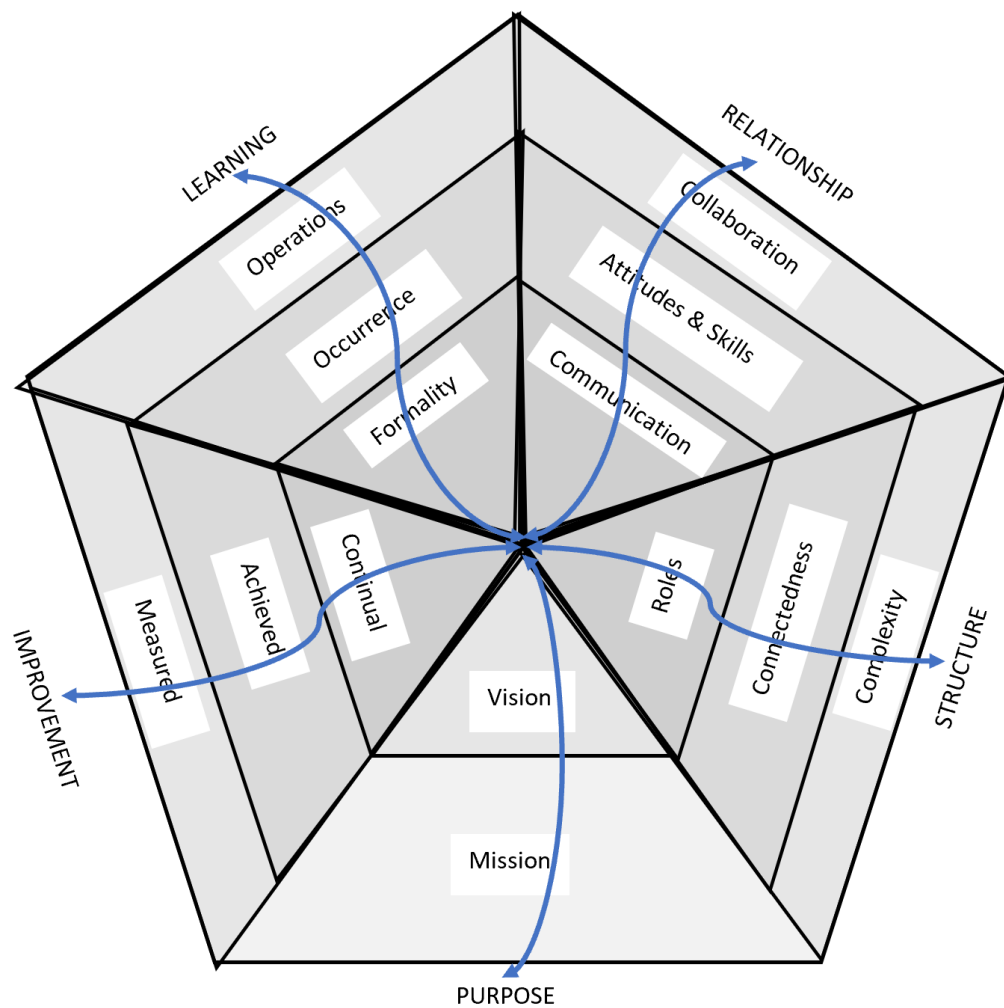 LEARNING
RELATIONSHIP
Operations
Collaboration
Occurrence
Attitudes & Skills
Formality
Communication
IMPROVEMENT
Measured
Achieved
Continual
Roles
Connectedness
Complexity
STRUCTURE
Vision
Mission
PURPOSE